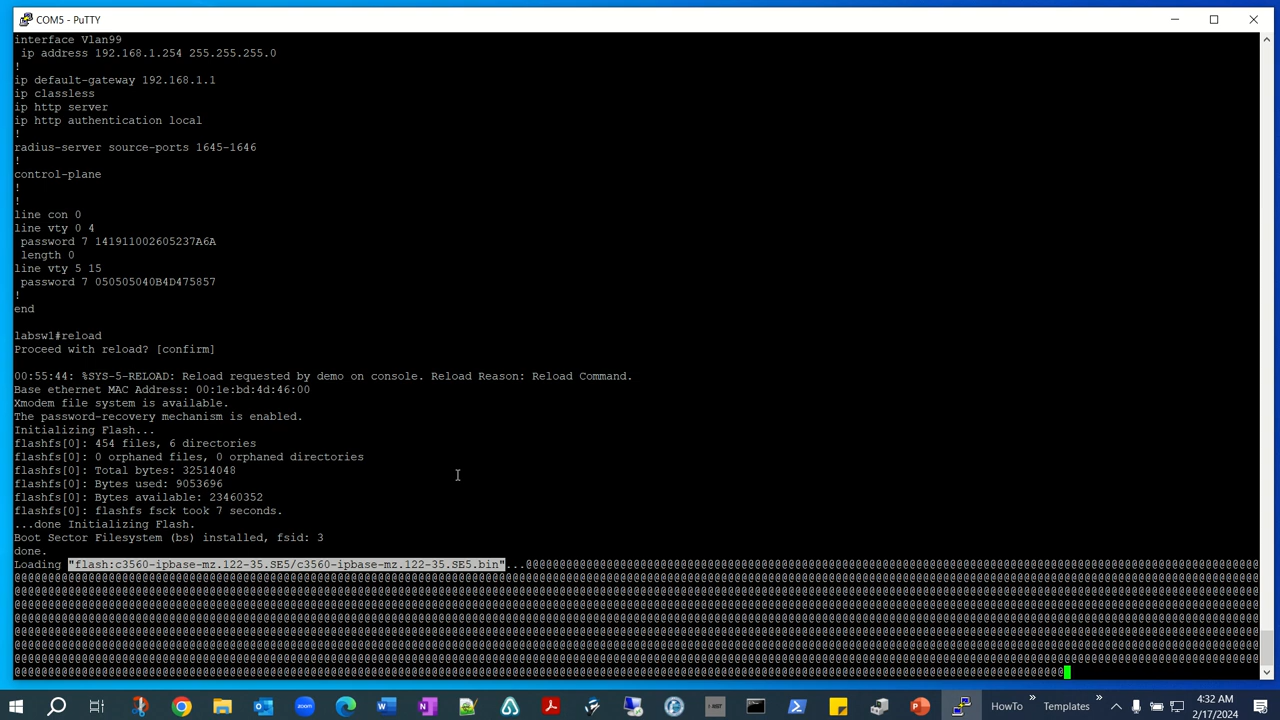 COM5 - PuTTY
interface Vlan99
 ip address 192.168.1.254 255.255.255.0
!
ip default-gateway 192.168.1.1
ip classless
ip http server
ip http authentication local
!
radius-server source-ports 1645-1646
!
control-plane
!
!
line con 0
line vty 0 4
 password 7 141911002605237A6A
 length 0
line vty 5 15
 password 7 050505040B4D475857
!
end
labsw1#reload
Proceed with reload? [confirm]
00:55:44: %SYS-5-RELOAD: Reload requested by demo on console. Reload Reason: Reload Command.
Base ethernet MAC Address: 00:1e:bd:4d:46:00
Xmodem file system is available.
The password-recovery mechanism is enabled.
Initializing Flash...
flashfs[0]: 454 files, 6 directories
flashfs[0]: 0 orphaned files, 0 orphaned directories
flashfs[0]: Total bytes: 32514048
flashfs[0]: Bytes used: 9053696
flashfs[0]: Bytes available: 23460352
flashfs[0]: flashfs fsck took 7 seconds.
...done Initializing Flash.
Boot Sector Filesystem (bs) installed, fsid: 3
done.
Loading "flash:c3560-ipbase-mz.122-35.SE5/c3560-ipbase-mz.122-35.SE5.bin"...
HowTo
Templates
4:32 AM
2/17/2024